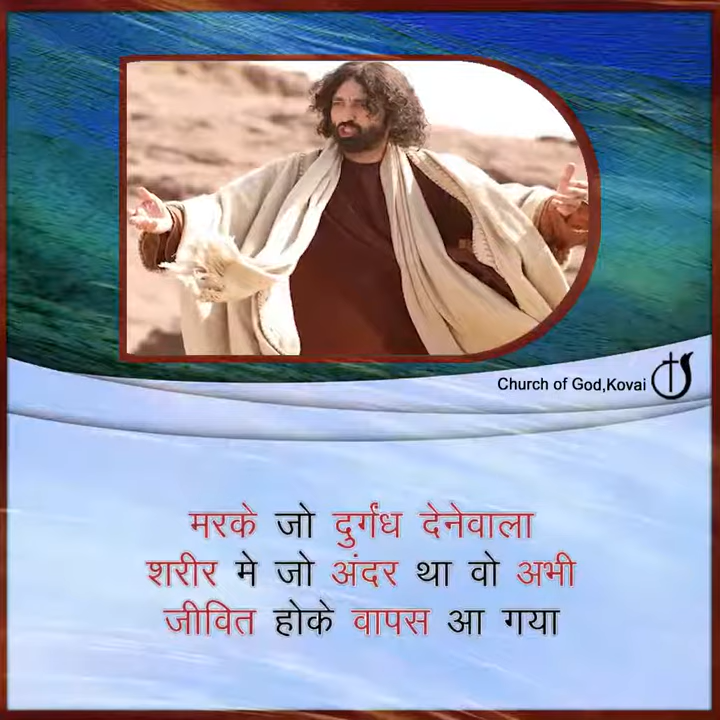 Church of God,Kovai
मरके जो दुर्गंध देनेवाला
शरीर मे जो अंदर था वो अभी
जीवित होके वापस आ गया